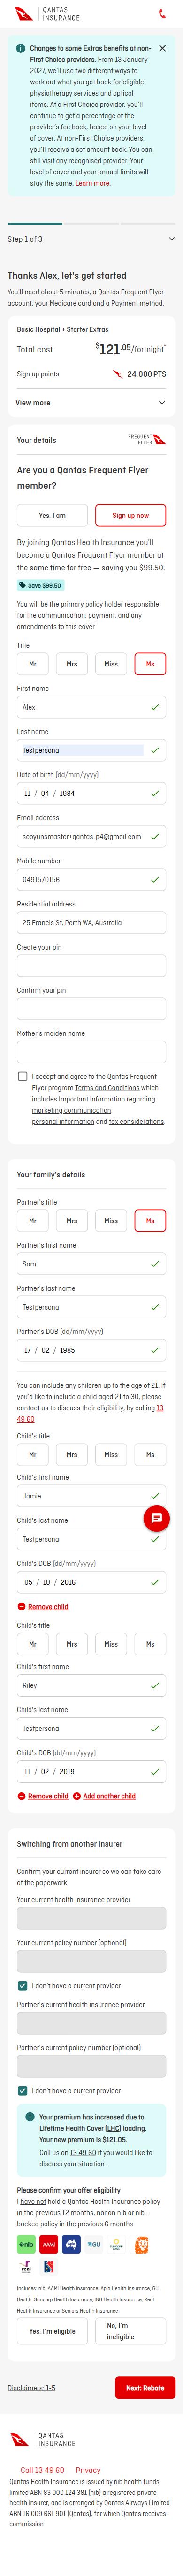 QANTAS
INSURANCE
Changes to some Extras benefits at non-
First Choice providers. From 13 January
2027, we'll use two different ways to
work out what you get back for eligible
physiotherapy services and optical
items. At a First Choice provider, you'll
continue to get a percentage of the
provider's fee back, based on your level
of cover. At non-First Choice providers,
you'll receive a set amount back. You can
still visit any recognised provider. Your
level of cover and your annual limits will
stay the same. Learn more.
Step 1 of 3
Thanks Alex, let's get started
You'll need about 5 minutes, a Qantas Frequent Flyer
account, your Medicare card and a Payment method.
Basic Hospital + Starter Extras
Total cost $121.05/fortnight^
Sign up points 24,000 PTS
View more
Your details FREQUENT
FLYER
Are you a Qantas Frequent Flyer
member?
Yes, I am Sign up now
By joining Qantas Health Insurance you'll
become a Qantas Frequent Flyer member at
the same time for free — saving you $99.50.
Save $99.50
You will be the primary policy holder responsible
for the communication, payment, and any
amendments to this cover
Title
Mr Mrs Miss Ms
First name
Alex
Last name
Testpersona
Date of birth (dd/mm/yyyy)
11 / 04 / 1984
Email address
sooyunsmaster+qantas-p4@gmail.com
Mobile number
0491570156
Residential address
25 Francis St, Perth WA, Australia
Create your pin
Confirm your pin
Mother's maiden name
I accept and agree to the Qantas Frequent
Flyer program Terms and Conditions which
includes Important Information regarding
marketing communication,
personal information and tax considerations.
Your family's details
Partner's title
Mr Mrs Miss Ms
Partner's first name
Sam
Partner's last name
Testpersona
Partner's DOB (dd/mm/yyyy)
17 / 02 / 1985
You can include any children up to the age of 21. If
you'd like to include a child aged 21 to 30, please
contact us to discuss their eligibility, by calling 13
49 60
Child's title
Mr Mrs Miss Ms
Child's first name
Jamie
Child's last name
Testpersona
Child's DOB (dd/mm/yyyy)
05 / 10 / 2016
Remove child
Child's title
Mr Mrs Miss Ms
Child's first name
Riley
Child's last name
Testpersona
Child's DOB (dd/mm/yyyy)
11 / 02 / 2019
Remove child Add another child
Switching from another Insurer
Confirm your current insurer so we can take care
of the paperwork
Your current health insurance provider
Your current policy number (optional)
I don't have a current provider
Partner's current health insurance provider
Partner's current policy number (optional)
I don't have a current provider
Your premium has increased due to
Lifetime Health Cover (LHC) loading.
Your new premium is $121.05.
Call us on 13 49 60 if you would like to
discuss your situation.
Please confirm your offer eligibility
I have not held a Qantas Health Insurance policy
in the previous 12 months, nor an nib or nib-
backed policy in the previous 6 months.
nib AAMI GU
real
Includes: nib, AAMI Health Insurance, Apia Health Insurance, GU
Health, Suncorp Health Insurance, ING Health Insurance, Real
Health Insurance or Seniors Health Insurance
Yes, I'm eligible No, I'm
ineligible
Disclaimers: 1-5 Next: Rebate
QANTAS
INSURANCE
Call 13 49 60 Privacy
Qantas Health Insurance is issued by nib health funds
limited ABN 83 000 124 381 (nib) a registered private
health insurer, and is arranged by Qantas Airways Limited
ABN 16 009 661 901 (Qantas), for which Qantas receives
commission.